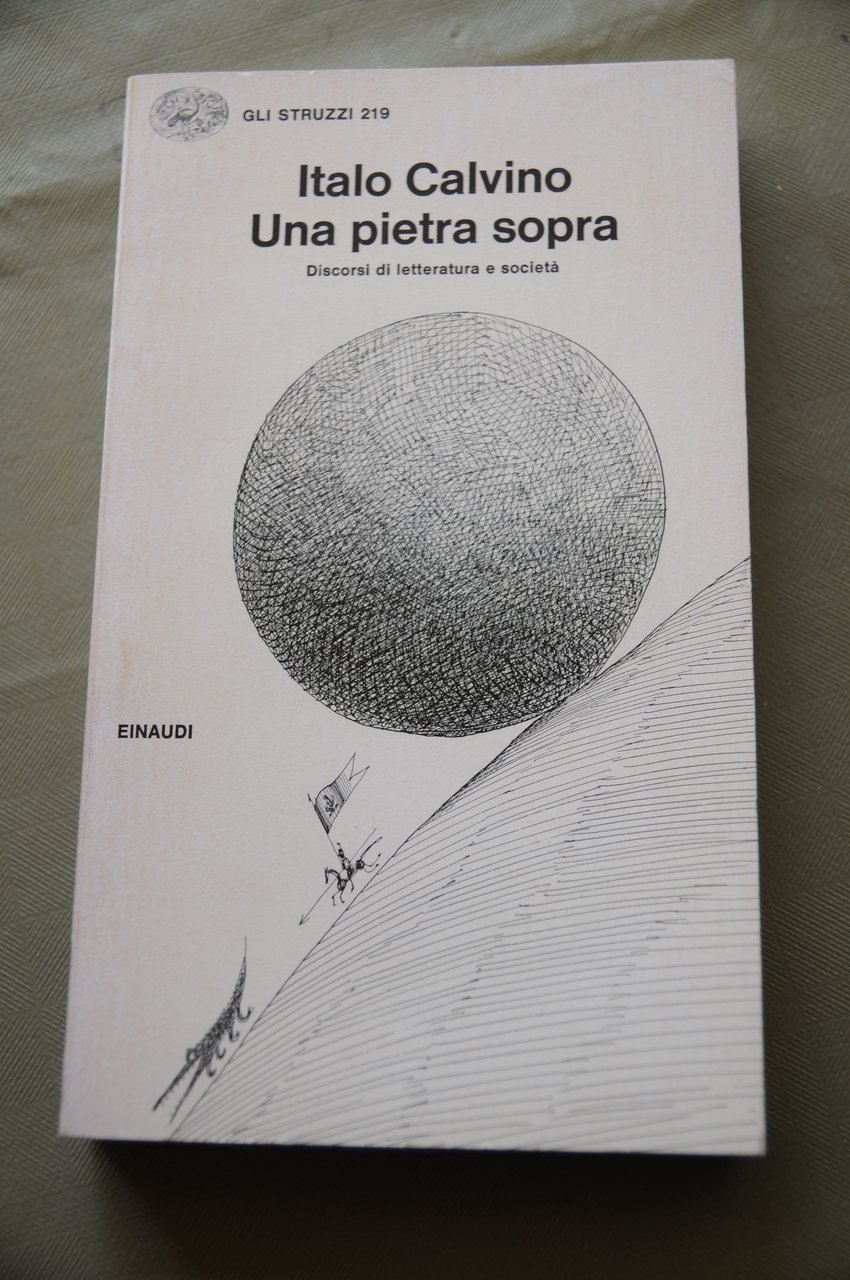 GLI STRUZZI 219
Italo Calvino
Una pietra sopra
Discorsi di letteratura e società
EINAUDI